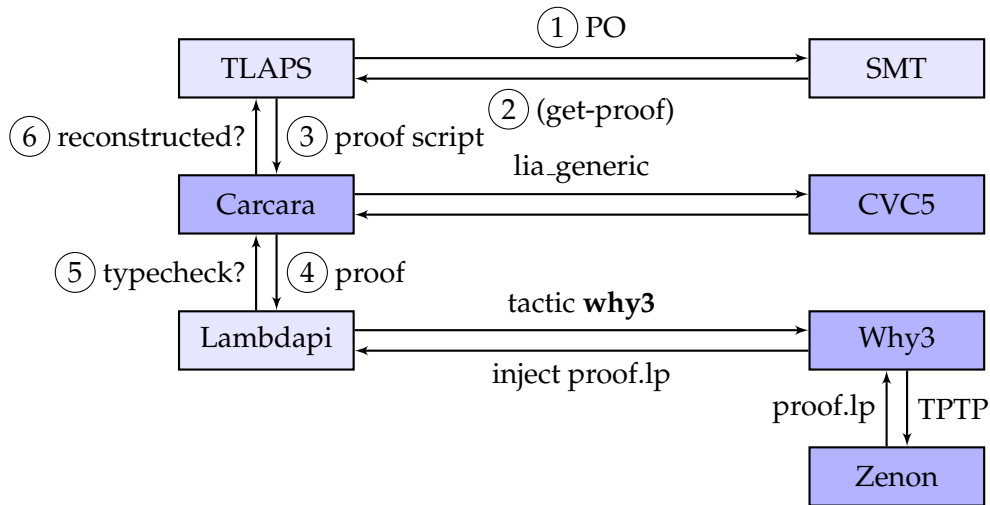 ① PO
TLAPS
SMT
② (get-proof)
⑥ reconstructed?
③ proof script
lia_generic
Carcara
CVC5
⑤ typecheck?
④ proof
tactic why3
Lambdapi
Why3
inject proof.lp
proof.lp
TPTP
Zenon